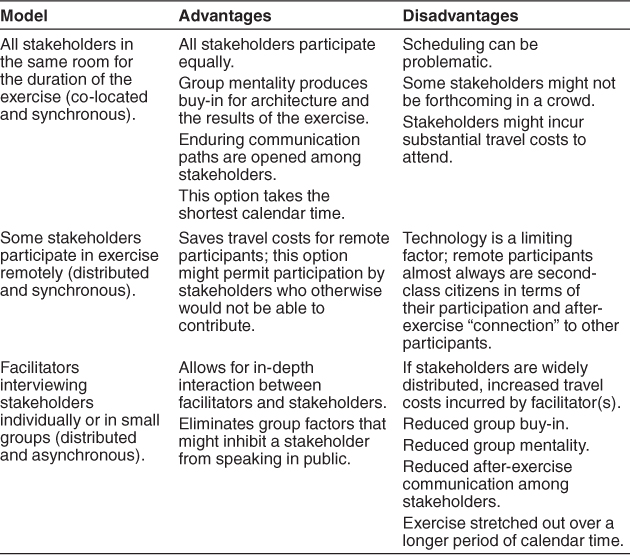 Model Advantages Disadvantages
All stakeholders in
the same room for
the duration of the
exercise (co-located
and synchronous).
All stakeholders participate
equally.
Group mentality produces
buy-in for architecture and
the results of the exercise.
Enduring communication
paths are opened among
stakeholders.
This option takes the
shortest calendar time.
Scheduling can be
problematic.
Some stakeholders might not
be forthcoming in a crowd.
Stakeholders might incur
substantial travel costs to
attend.
Some stakeholders
participate in exercise
remotely (distributed
and synchronous).
Saves travel costs for remote
participants; this option
might permit participation by
stakeholders who otherwise
would not be able to
contribute.
Technology is a limiting
factor; remote participants
almost always are second-
class citizens in terms of
their participation and after-
exercise “connection” to other
participants.
Facilitators
interviewing
stakeholders
individually or in small
groups (distributed
and asynchronous).
Allows for in-depth
interaction between
facilitators and stakeholders.
Eliminates group factors that
might inhibit a stakeholder
from speaking in public.
If stakeholders are widely
distributed, increased travel
costs incurred by facilitator(s).
Reduced group buy-in.
Reduced group mentality.
Reduced after-exercise
communication among
stakeholders.
Exercise stretched out over a
longer period of calendar time.